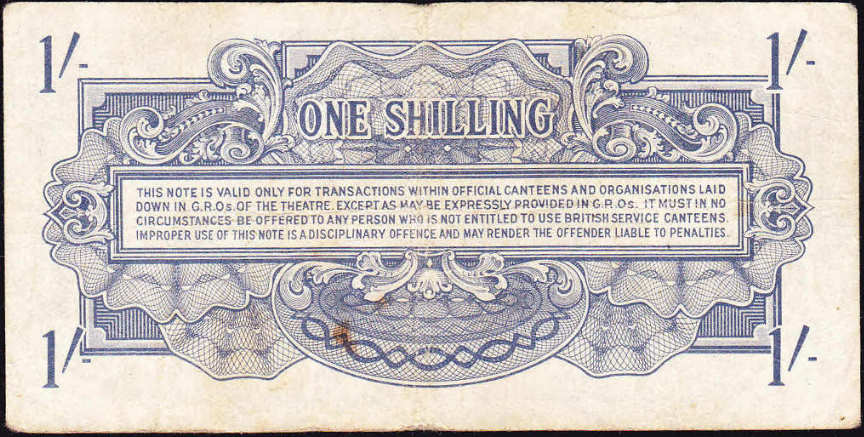 1/- 1/-
ONE SHILLING
THIS NOTE IS VALID ONLY FOR TRANSACTIONS WITHIN OFFICIAL CANTEENS AND ORGANISATIONS LAID
DOWN IN G.R.Os. OF THE THEATRE. EXCEPT AS MAY BE EXPRESSLY PROVIDED IN G.R.Os. IT MUST IN NO
CIRCUMSTANCES BE OFFERED TO ANY PERSON WHO IS NOT ENTITLED TO USE BRITISH SERVICE CANTEENS.
IMPROPER USE OF THIS NOTE IS A DISCIPLINARY OFFENCE AND MAY RENDER THE OFFENDER LIABLE TO PENALTIES.
1/- 1/-